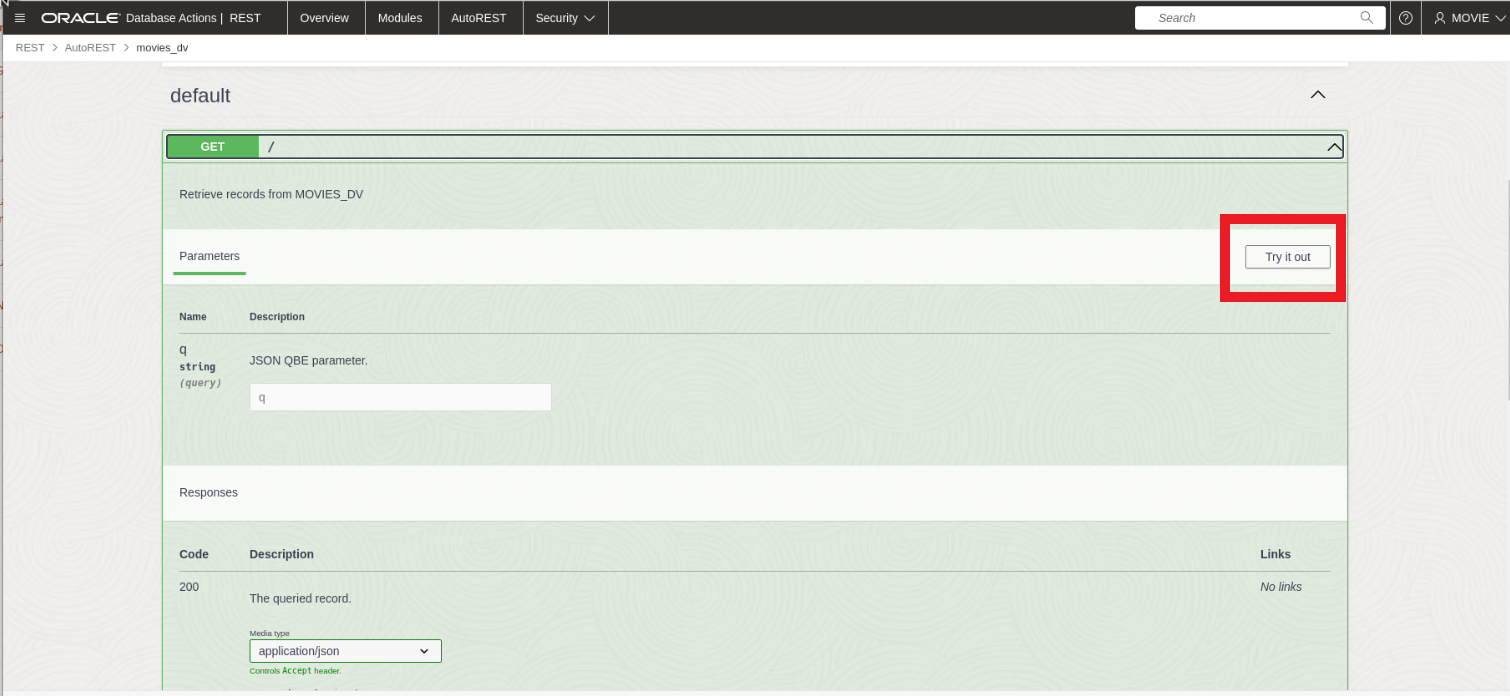 ORACLE Database Actions | REST Overview Modules AutoREST Security Search MOVIE
REST > AutoREST > movies_dv
default
GET /
Retrieve records from MOVIES_DV
Parameters Try it out
Name Description
q
string
(query)
JSON QBE parameter.
q
Responses
Code Description Links
200 The queried record. No links
Media type
application/json
Controls Accept header.